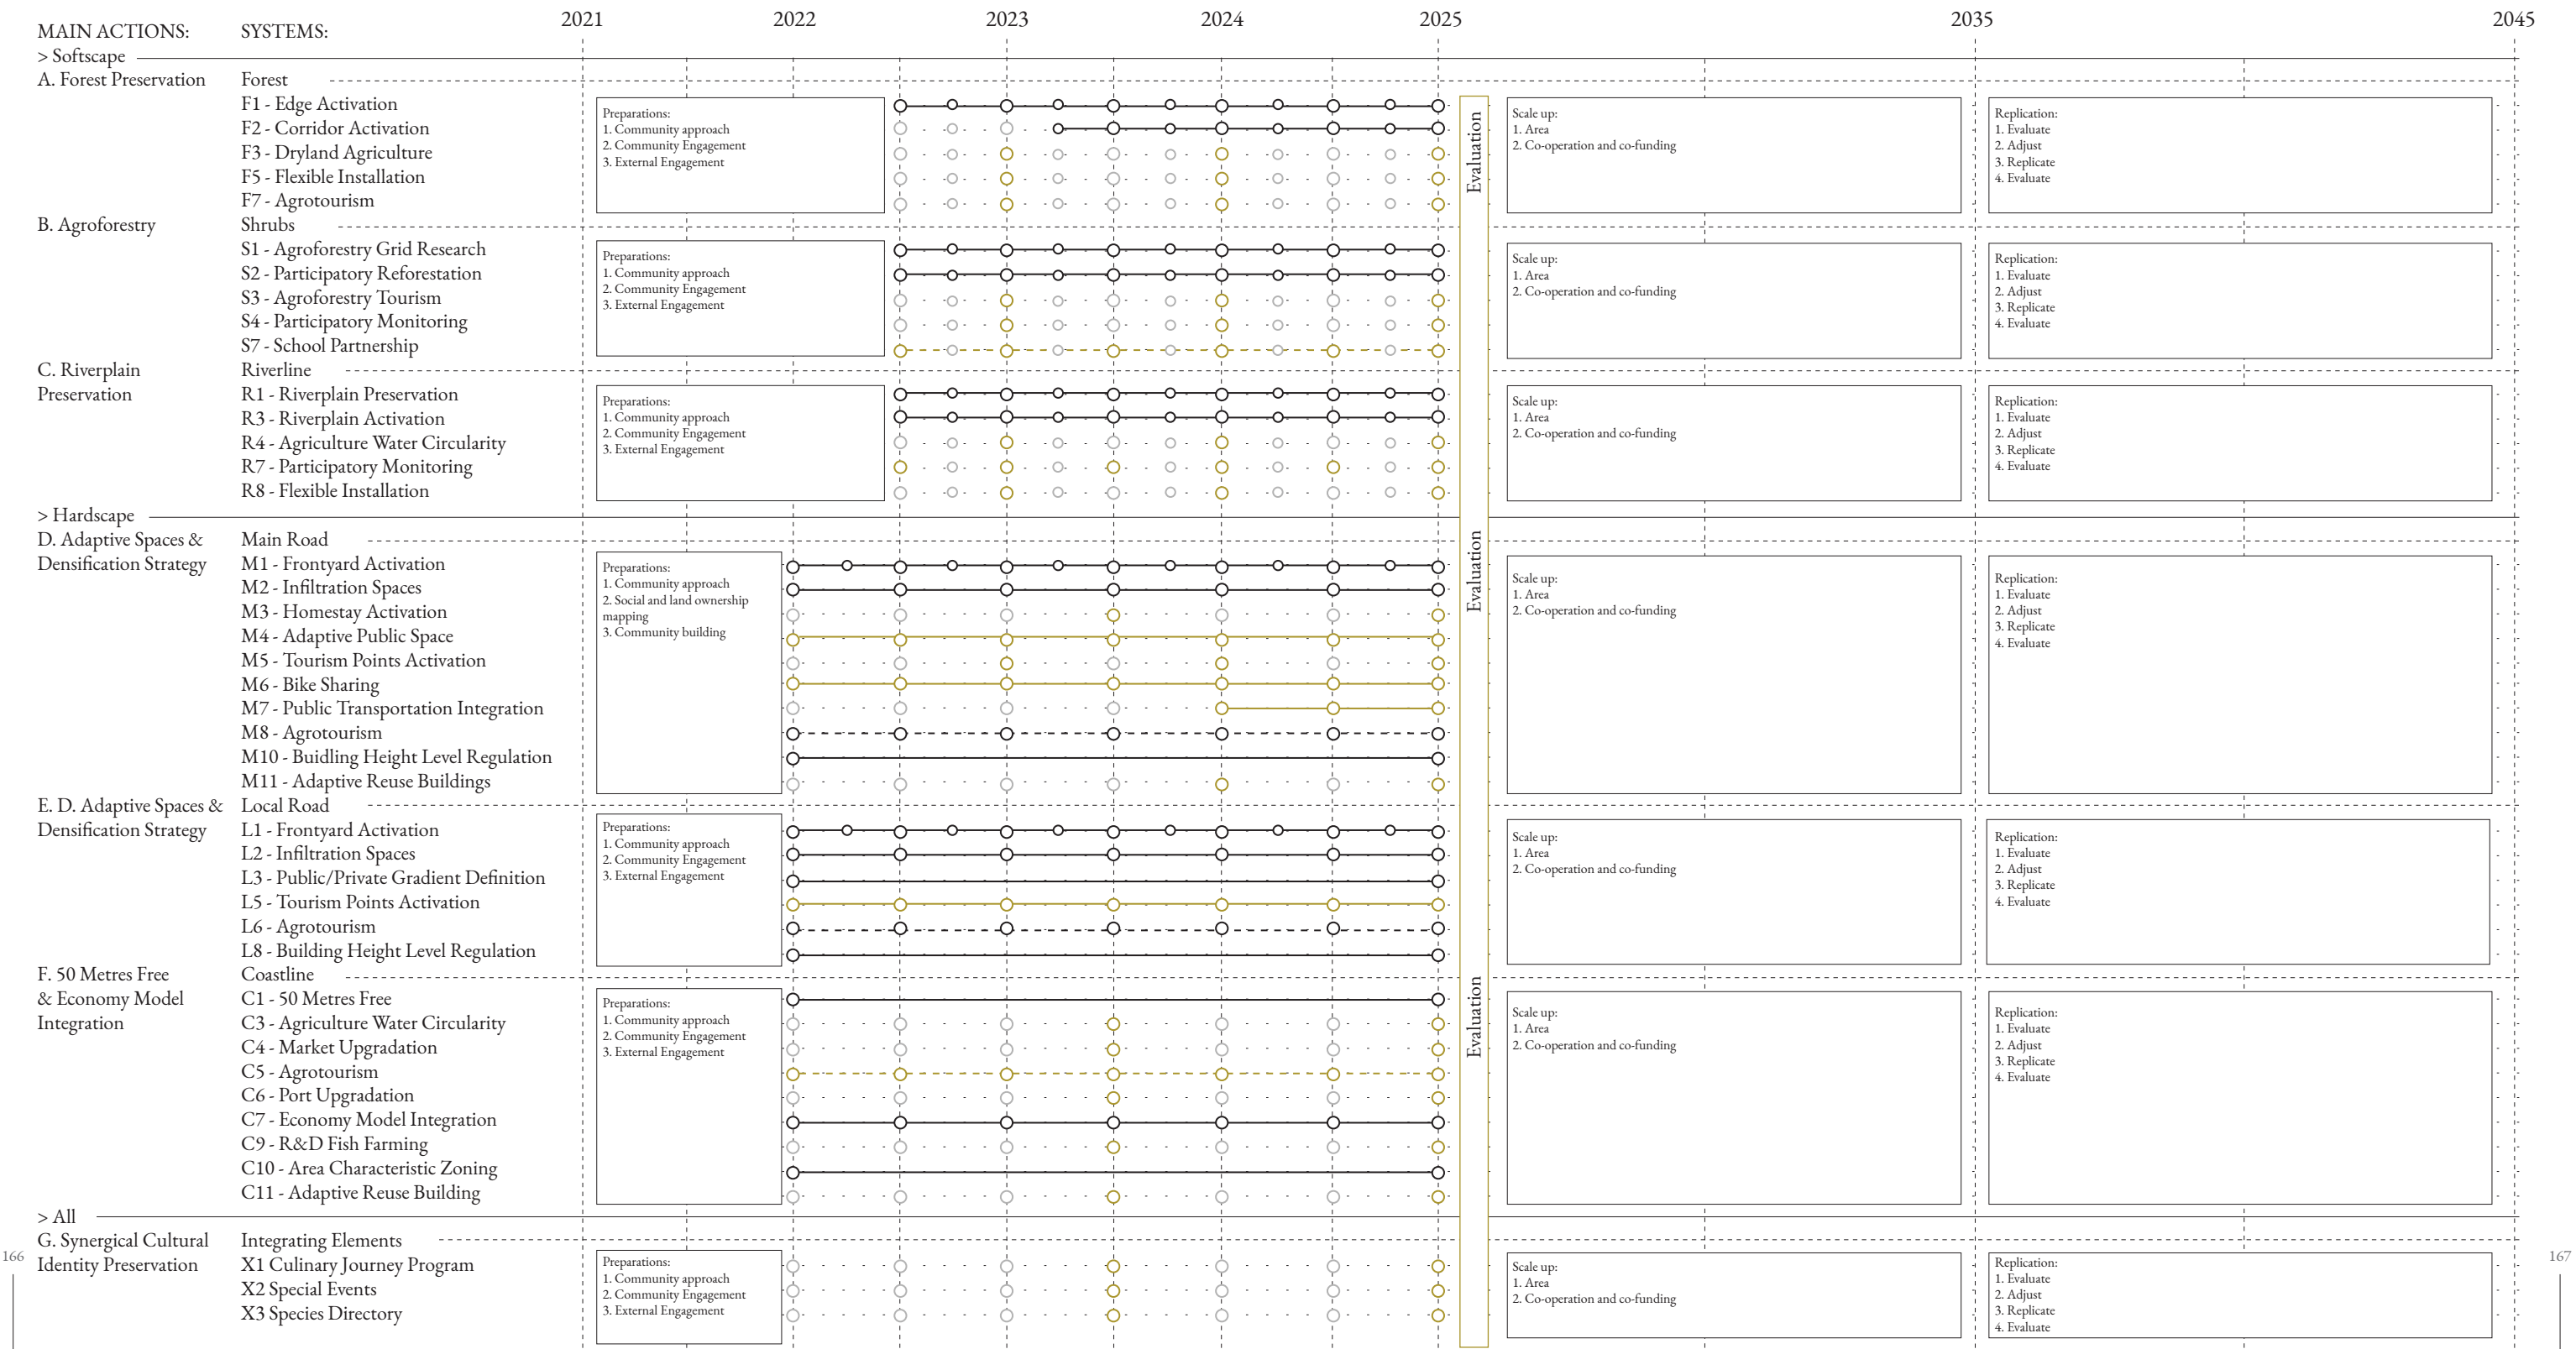 2021 2022 2023 2024 2025 2035 2045
MAIN ACTIONS: SYSTEMS:
> Softscape
A. Forest Preservation Forest
F1 - Edge Activation
F2 - Corridor Activation
F3 - Dryland Agriculture
F5 - Flexible Installation
F7 - Agrotourism
Preparations:
1. Community approach
2. Community Engagement
3. External Engagement
Evaluation
Scale up:
1. Area
2. Co-operation and co-funding
Replication:
1. Evaluate
2. Adjust
3. Replicate
4. Evaluate
B. Agroforestry Shrubs
S1 - Agroforestry Grid Research
S2 - Participatory Reforestation
S3 - Agroforestry Tourism
S4 - Participatory Monitoring
S7 - School Partnership
Preparations:
1. Community approach
2. Community Engagement
3. External Engagement
Scale up:
1. Area
2. Co-operation and co-funding
Replication:
1. Evaluate
2. Adjust
3. Replicate
4. Evaluate
C. Riverplain Riverline
Preservation R1 - Riverplain Preservation
R3 - Riverplain Activation
R4 - Agriculture Water Circularity
R7 - Participatory Monitoring
R8 - Flexible Installation
Preparations:
1. Community approach
2. Community Engagement
3. External Engagement
Scale up:
1. Area
2. Co-operation and co-funding
Replication:
1. Evaluate
2. Adjust
3. Replicate
4. Evaluate
> Hardscape
D. Adaptive Spaces & Main Road
Densification Strategy M1 - Frontyard Activation
M2 - Infiltration Spaces
M3 - Homestay Activation
M4 - Adaptive Public Space
M5 - Tourism Points Activation
M6 - Bike Sharing
M7 - Public Transportation Integration
M8 - Agrotourism
M10 - Buidling Height Level Regulation
M11 - Adaptive Reuse Buildings
Preparations:
1. Community approach
2. Social and land ownership
mapping
3. Community building
Evaluation
Scale up:
1. Area
2. Co-operation and co-funding
Replication:
1. Evaluate
2. Adjust
3. Replicate
4. Evaluate
E. D. Adaptive Spaces & Local Road
Densification Strategy L1 - Frontyard Activation
L2 - Infiltration Spaces
L3 - Public/Private Gradient Definition
L5 - Tourism Points Activation
L6 - Agrotourism
L8 - Building Height Level Regulation
Preparations:
1. Community approach
2. Community Engagement
3. External Engagement
Scale up:
1. Area
2. Co-operation and co-funding
Replication:
1. Evaluate
2. Adjust
3. Replicate
4. Evaluate
F. 50 Metres Free Coastline
& Economy Model C1 - 50 Metres Free
Integration C3 - Agriculture Water Circularity
C4 - Market Upgradation
C5 - Agrotourism
C6 - Port Upgradation
C7 - Economy Model Integration
C9 - R&D Fish Farming
C10 - Area Characteristic Zoning
C11 - Adaptive Reuse Building
Preparations:
1. Community approach
2. Community Engagement
3. External Engagement
Evaluation
Scale up:
1. Area
2. Co-operation and co-funding
Replication:
1. Evaluate
2. Adjust
3. Replicate
4. Evaluate
> All
G. Synergical Cultural Integrating Elements
Identity Preservation X1 Culinary Journey Program
X2 Special Events
X3 Species Directory
Preparations:
1. Community approach
2. Community Engagement
3. External Engagement
Scale up:
1. Area
2. Co-operation and co-funding
Replication:
1. Evaluate
2. Adjust
3. Replicate
4. Evaluate
166
167